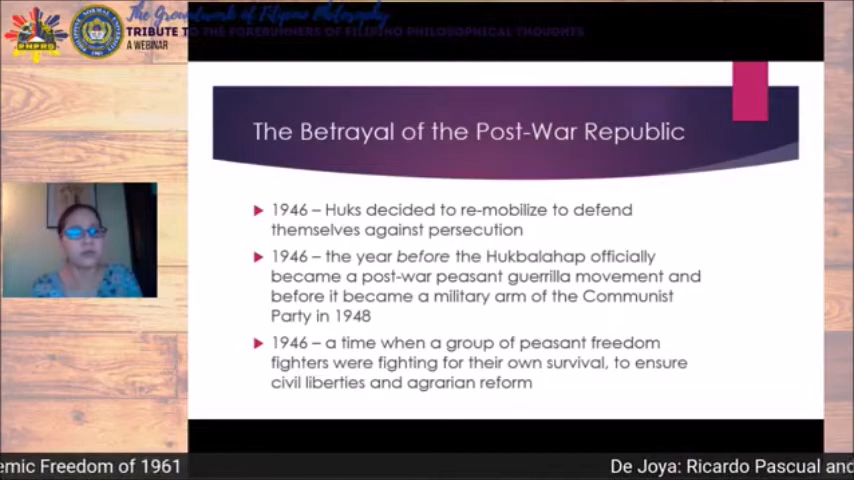 The Groundwork of Filipino Philosophy
TRIBUTE TO THE FORERUNNERS OF FILIPINO PHILOSOPHICAL THOUGHTS
A WEBINAR
PNPRS
The Betrayal of the Post-War Republic
1946 – Huks decided to re-mobilize to defend
themselves against persecution
1946 – the year before the Hukbalahap officially
became a post-war peasant guerrilla movement and
before it became a military arm of the Communist
Party in 1948
1946 – a time when a group of peasant freedom
fighters were fighting for their own survival, to ensure
civil liberties and agrarian reform
emic Freedom of 1961
De Joya: Ricardo Pascual and